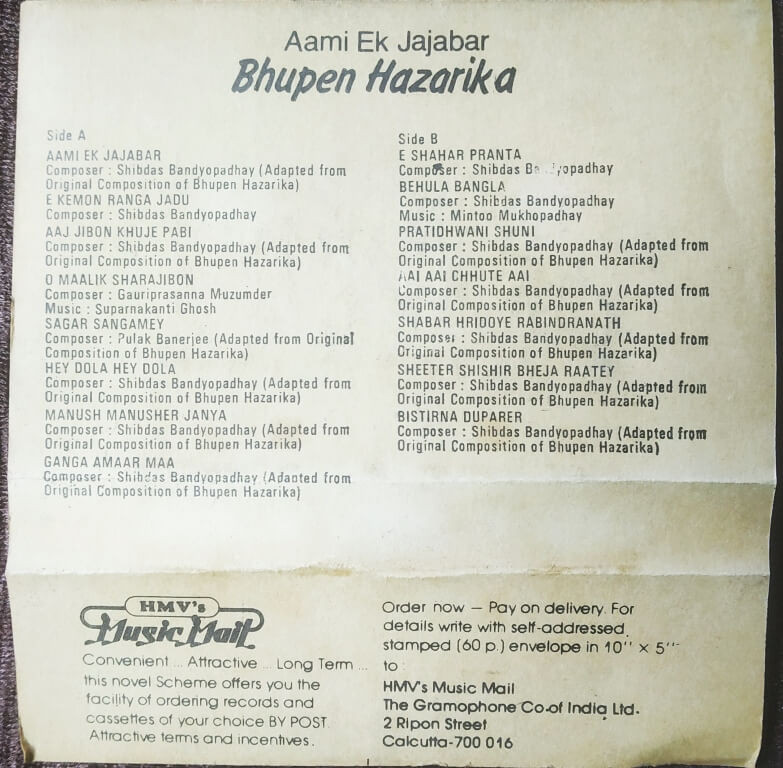 Aami Ek Jajabar
Bhupen Hazarika
Side A
AAMI EK JAJABAR
Composer : Shibdas Bandyopadhay (Adapted from
Original Composition of Bhupen Hazarika)
E KEMON RANGA JADU
Composer : Shibdas Bandyopadhay
AAJ JIBON KHUJE PABI
Composer : Shibdas Bandyopadhay (Adapted from
Original Composition of Bhupen Hazarika)
O MAALIK SHARAJIBON
Composer : Gauriprasanna Muzumder
Music : Suparnakanti Ghosh
SAGAR SANGAMEY
Composer : Pulak Banerjee (Adapted from Original
Composition of Bhupen Hazarika)
HEY DOLA HEY DOLA
Composer : Shibdas Bandyopadhay (Adapted from
Original Composition of Bhupen Hazarika)
MANUSH MANUSHER JANYA
Composer : Shibdas Bandyopadhay (Adapted from
Original Composition of Bhupen Hazarika)
GANGA AMAAR MAA
Composer : Shibdas Bandyopadhay (Adapted from
Original Composition of Bhupen Hazarika)
Side B
E SHAHAR PRANTA
Composer : Shibdas Bandyopadhay
BEHULA BANGLA
Composer : Shibdas Bandyopadhay
Music : Mintoo Mukhopadhay
PRATIDHWANI SHUNI
Composer : Shibdas Bandyopadhay (Adapted from
Original Composition of Bhupen Hazarika)
AAI AAI CHHUTE AAI
Composer : Shibdas Bandyopadhay (Adapted from
Original Composition of Bhupen Hazarika)
SHABAR HRIDOYE RABINDRANATH
Composer : Shibdas Bandyopadhay (Adapted from
Original Composition of Bhupen Hazarika)
SHEETER SHISHIR BHEJA RAATEY
Composer : Shibdas Bandyopadhay (Adapted from
Original Composition of Bhupen Hazarika)
BISTIRNA DUPARER
Composer : Shibdas Bandyopadhay (Adapted from
Original Composition of Bhupen Hazarika)
HMV's
Music Mail
Convenient ... Attractive ... Long Term ...
this novel Scheme offers you the
facility of ordering records and
cassettes of your choice BY POST.
Attractive terms and incentives.
Order now – Pay on delivery. For
details write with self-addressed,
stamped (60 p.) envelope in 10" × 5"
to :
HMV's Music Mail
The Gramophone Co. of India Ltd.
2 Ripon Street
Calcutta-700 016